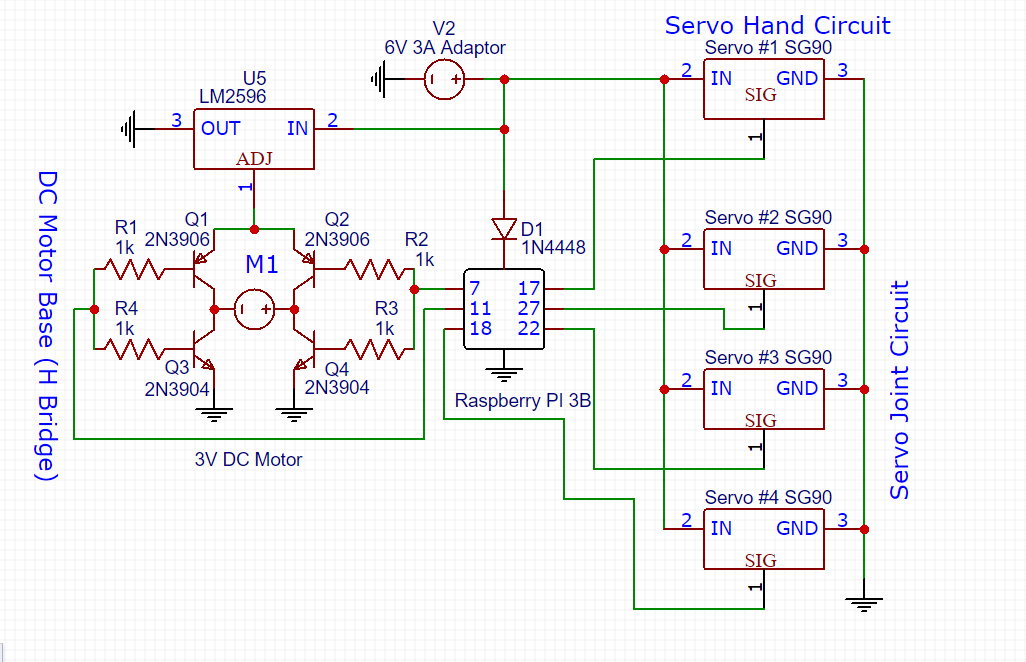 Servo Hand Circuit
V2
6V 3A Adaptor
Servo #1 SG90
2 IN GND 3
SIG
1
U5
LM2596
3 OUT IN 2
ADJ
1
DC Motor Base (H Bridge)
R1
1k
Q1
2N3906
Q2
2N3906
R2
1k
M1
D1
1N4448
Servo #2 SG90
2 IN GND 3
SIG
1
R4
1k
R3
1k
7 17
11 27
18 22
Q3
2N3904
Q4
2N3904
Raspberry PI 3B
3V DC Motor
Servo #3 SG90
2 IN GND 3
SIG
1
Servo Joint Circuit
Servo #4 SG90
2 IN GND 3
SIG
1